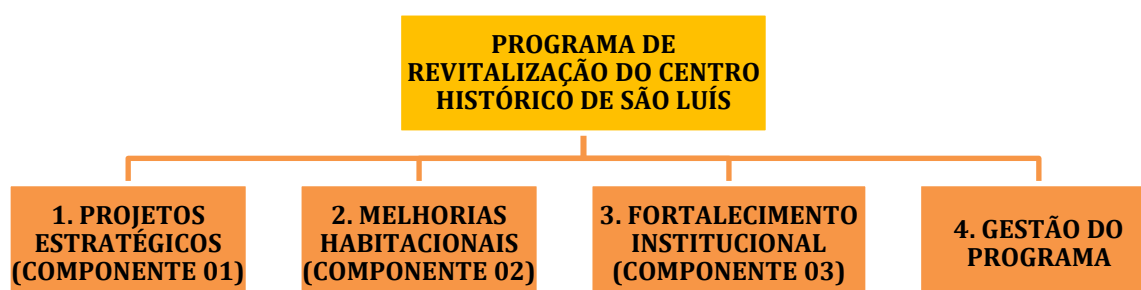 PROGRAMA DE
REVITALIZAÇÃO DO CENTRO
HISTÓRICO DE SÃO LUÍS
1. PROJETOS
ESTRATÉGICOS
(COMPONENTE 01)
2. MELHORIAS
HABITACIONAIS
(COMPONENTE 02)
3. FORTALECIMENTO
INSTITUCIONAL
(COMPONENTE 03)
4. GESTÃO DO
PROGRAMA